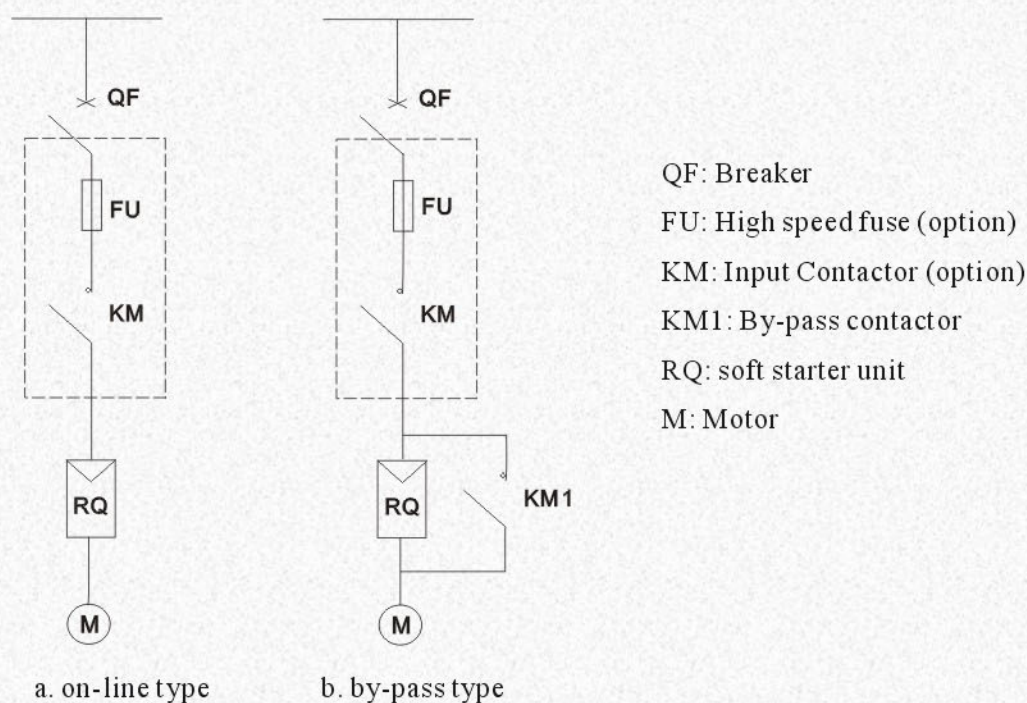 QF
FU
KM
RQ
M
a. on-line type
QF
FU
KM
RQ
KM1
M
b. by-pass type
QF: Breaker
FU: High speed fuse (option)
KM: Input Contactor (option)
KM1: By-pass contactor
RQ: soft starter unit
M: Motor